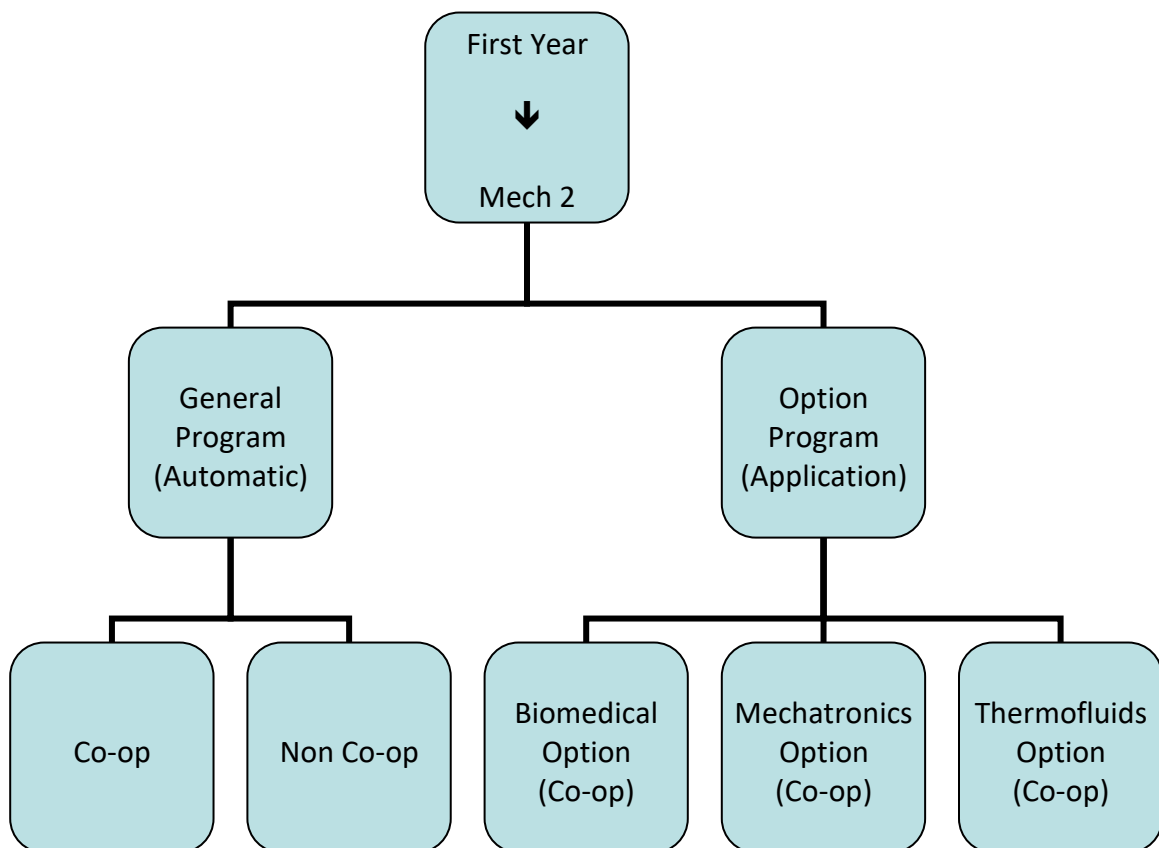 First Year
🡫
Mech 2
General
Program
(Automatic)
Option
Program
(Application)
Co-op
Non Co-op
Biomedical
Option
(Co-op)
Mechatronics
Option
(Co-op)
Thermofluids
Option
(Co-op)